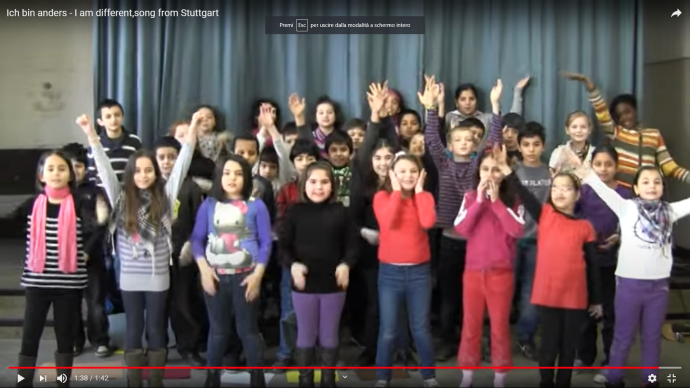 Ich bin anders - I am different,song from Stuttgart
Premi Esc per uscire dalla modalità a schermo intero
1:38 / 1:42